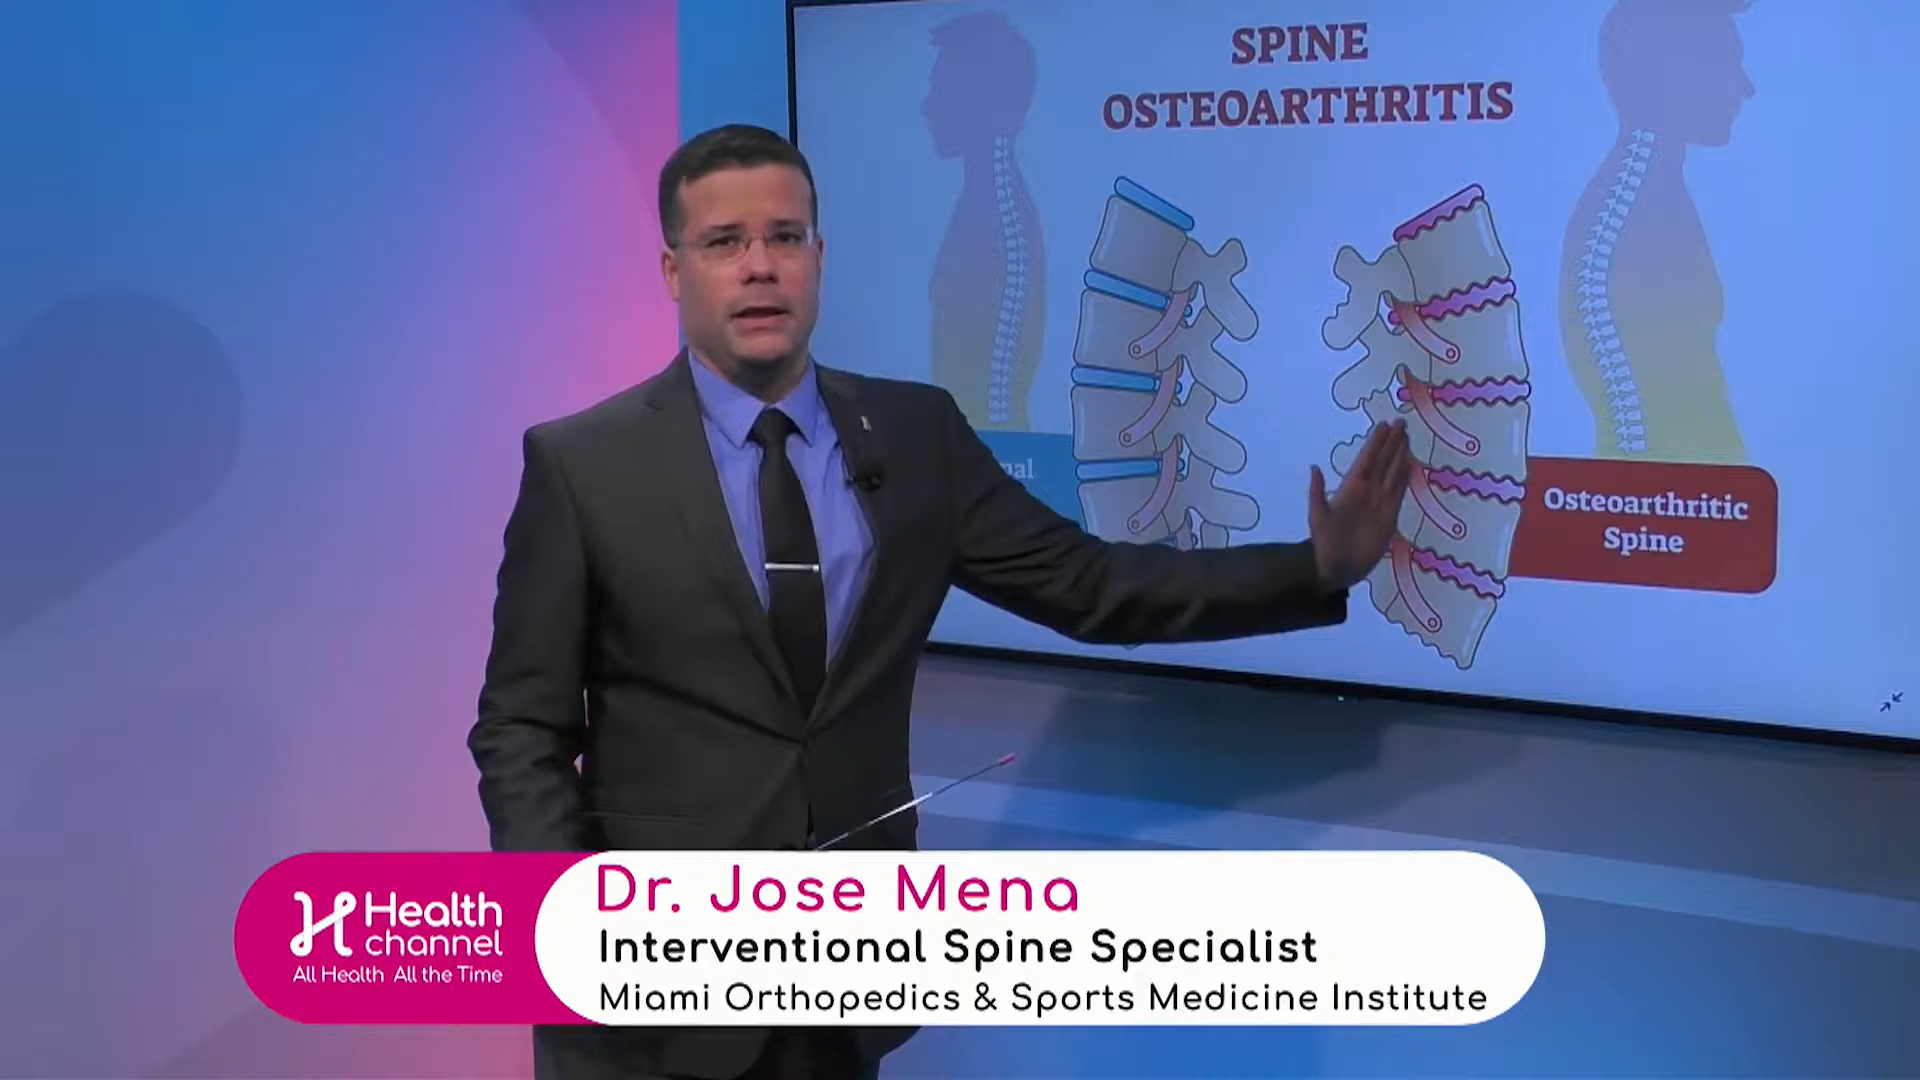 SPINE
OSTEOARTHRITIS
Osteoarthritic
Spine
Health
channel
All Health All the Time
Dr. Jose Mena
Interventional Spine Specialist
Miami Orthopedics & Sports Medicine Institute